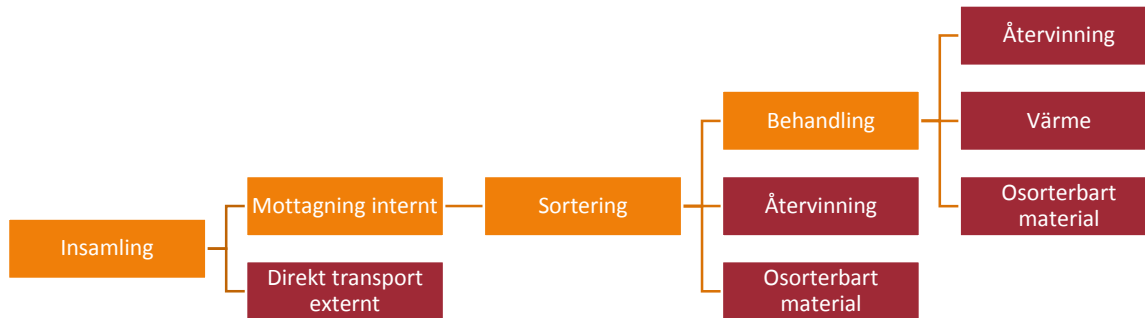 Insamling
Mottagning internt
Direkt transport
externt
Sortering
Behandling
Återvinning
Osorterbart
material
Återvinning
Värme
Osorterbart
material